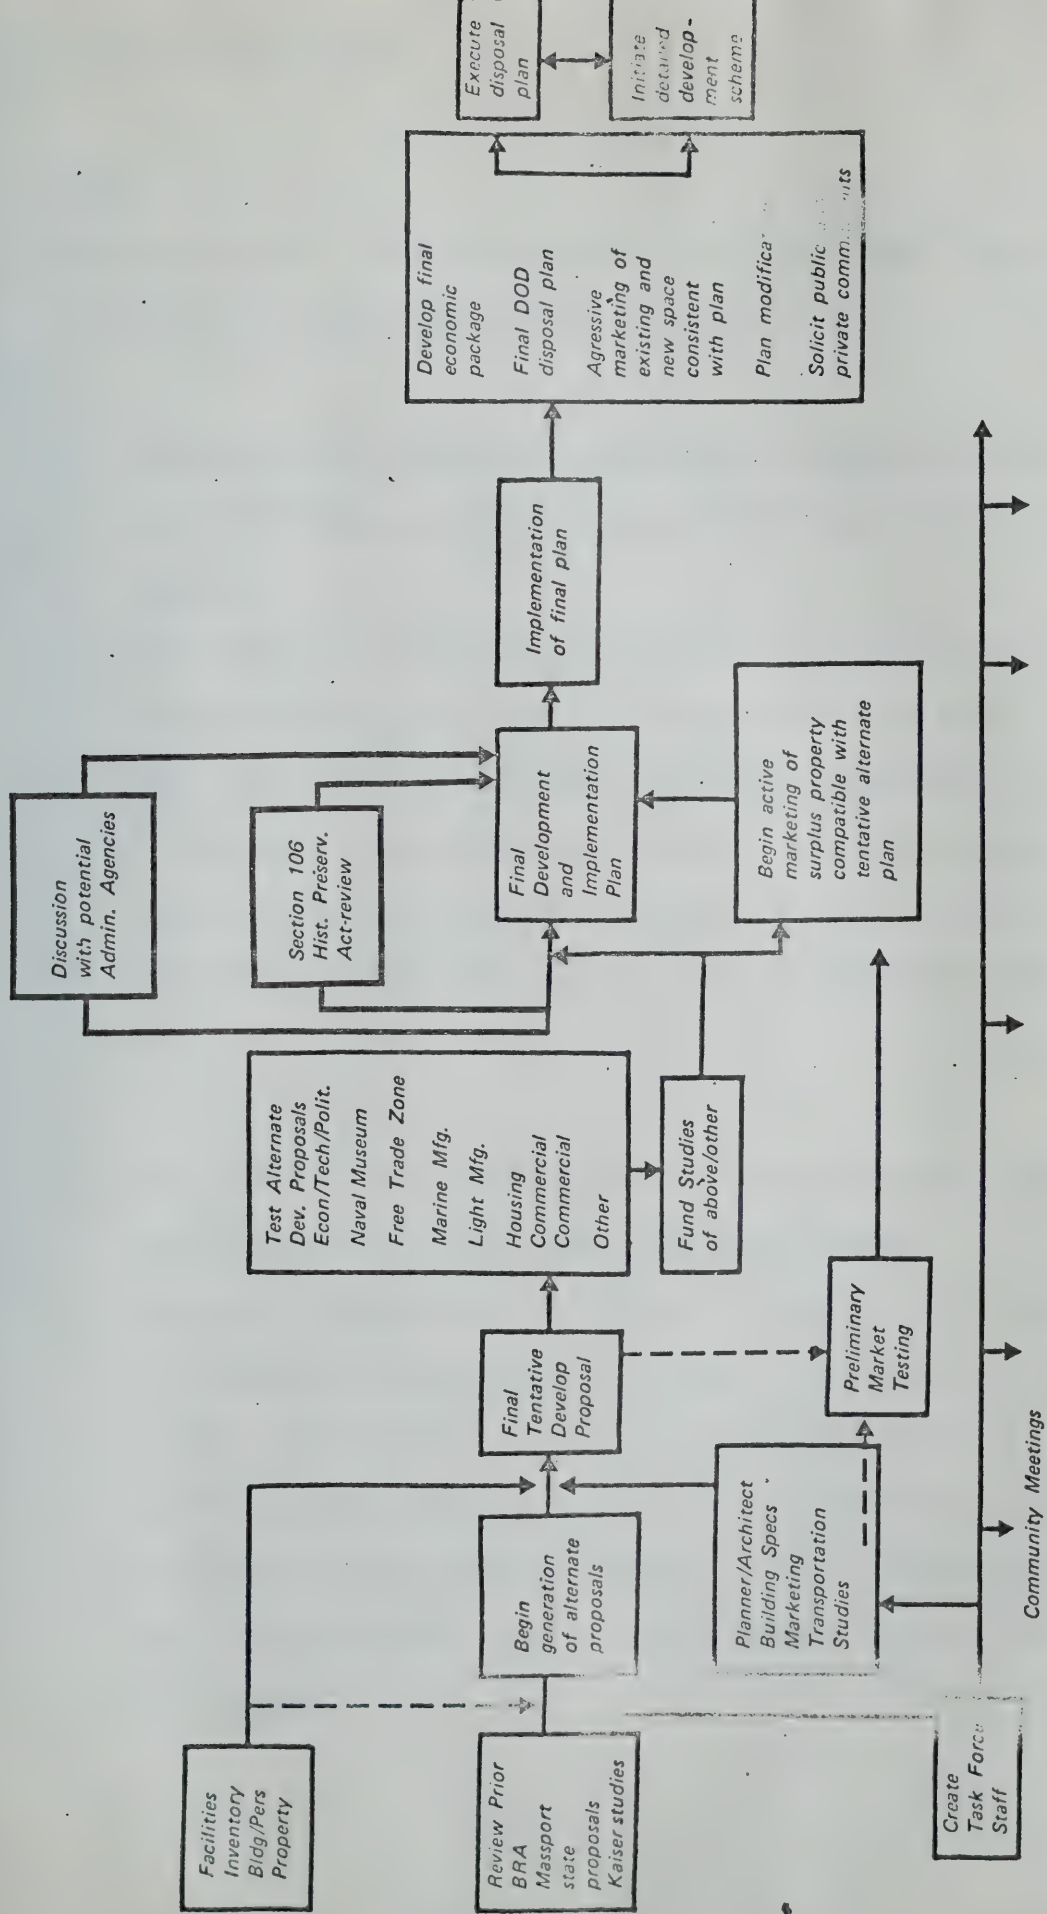 Facilities
Inventory
Bldg/Pers
Property
Review Prior
BRA
Massport
state
proposals
Kaiser studies
Create
Task Force
Staff
Begin
generation
of alternate
proposals
Planner/Architect
Building Specs
Marketing
Transportation
Studies
Community Meetings
Final
Tentative
Develop
Proposal
Preliminary
Market
Testing
Test Alternate
Dev. Proposals
Econ/Tech/Polit.
Naval Museum
Free Trade Zone
Marine Mfg.
Light Mfg.
Housing
Commercial
Commercial
Other
Fund Studies
of above/other
Discussion
with potential
Admin. Agencies
Section 106
Hist. Preserv.
Act-review
Final
Development
and
Implementation
Plan
Begin active
marketing of
surplus property
compatible with
tentative alternate
plan
Implementation
of final plan
Develop final
economic
package
Final DOD
disposal plan
Agressive
marketing of
existing and
new space
consistent
with plan
Plan
Solicit public
private
Execute
disposal
plan
Initiate
detailed
develop-
ment
scheme